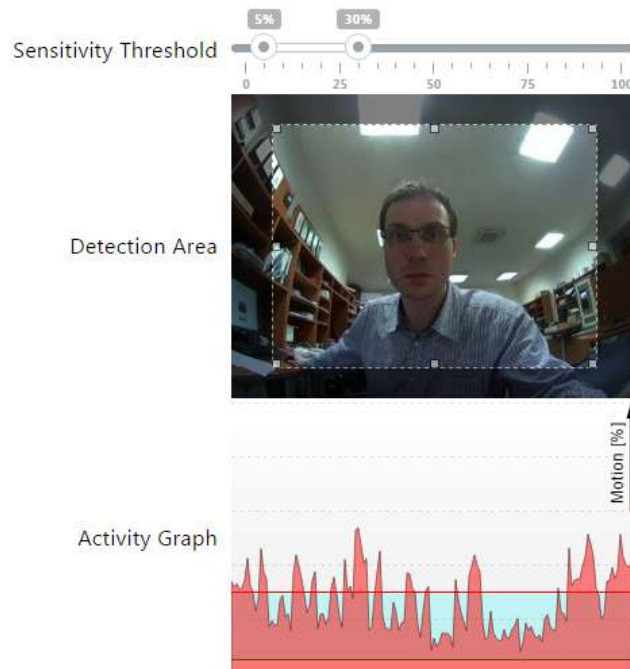 5% 30%
Sensitivity Threshold
0 25 50 75 100
Detection Area
Motion [%]
Activity Graph